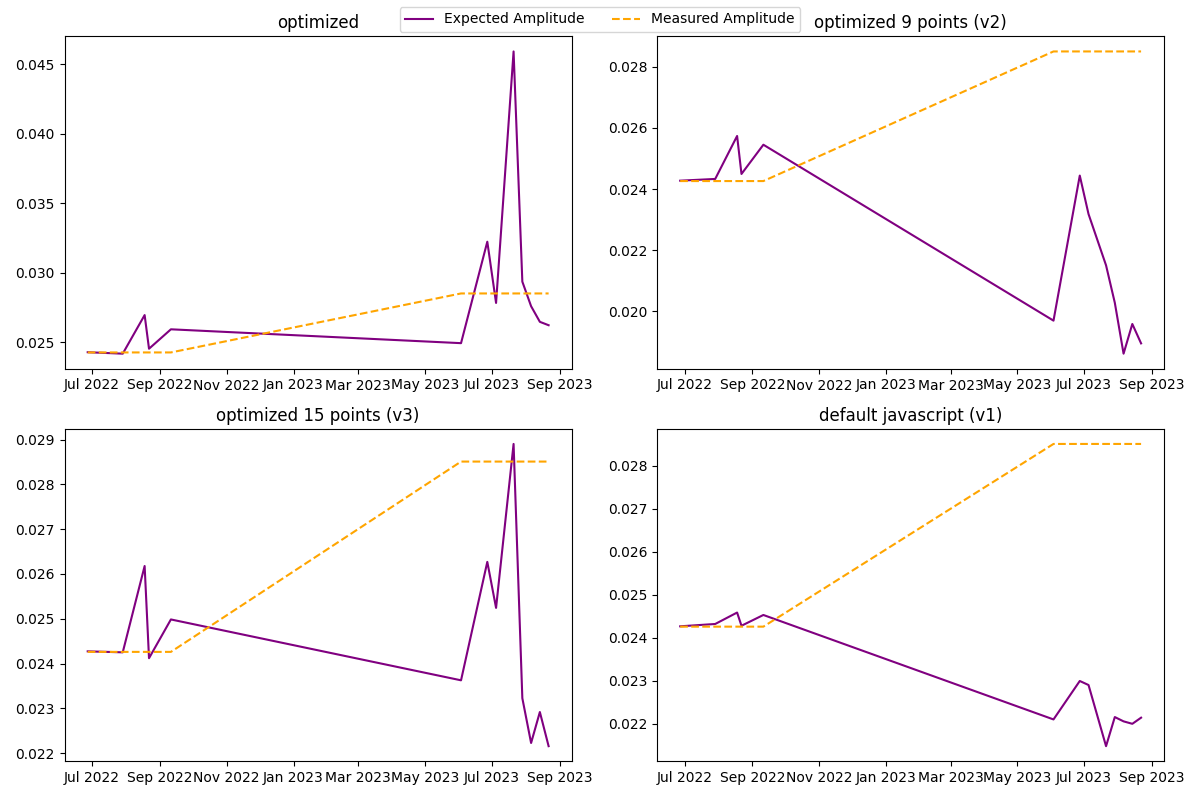 Expected Amplitude
Measured Amplitude
optimized
0.045
0.040
0.035
0.030
0.025
Jul 2022 Sep 2022 Nov 2022 Jan 2023 Mar 2023 May 2023 Jul 2023 Sep 2023
optimized 9 points (v2)
0.028
0.026
0.024
0.022
0.020
Jul 2022 Sep 2022 Nov 2022 Jan 2023 Mar 2023 May 2023 Jul 2023 Sep 2023
optimized 15 points (v3)
0.029
0.028
0.027
0.026
0.025
0.024
0.023
0.022
Jul 2022 Sep 2022 Nov 2022 Jan 2023 Mar 2023 May 2023 Jul 2023 Sep 2023
default javascript (v1)
0.028
0.027
0.026
0.025
0.024
0.023
0.022
Jul 2022 Sep 2022 Nov 2022 Jan 2023 Mar 2023 May 2023 Jul 2023 Sep 2023